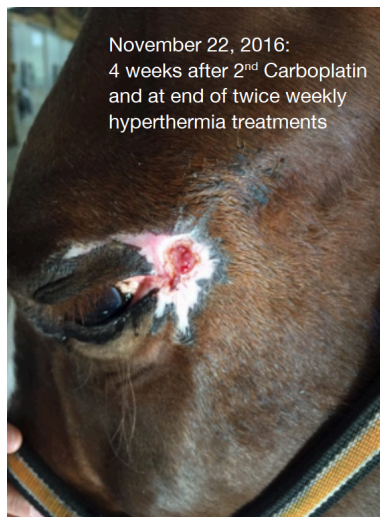 November 22, 2016:
4 weeks after 2nd Carboplatin
and at end of twice weekly
hyperthermia treatments